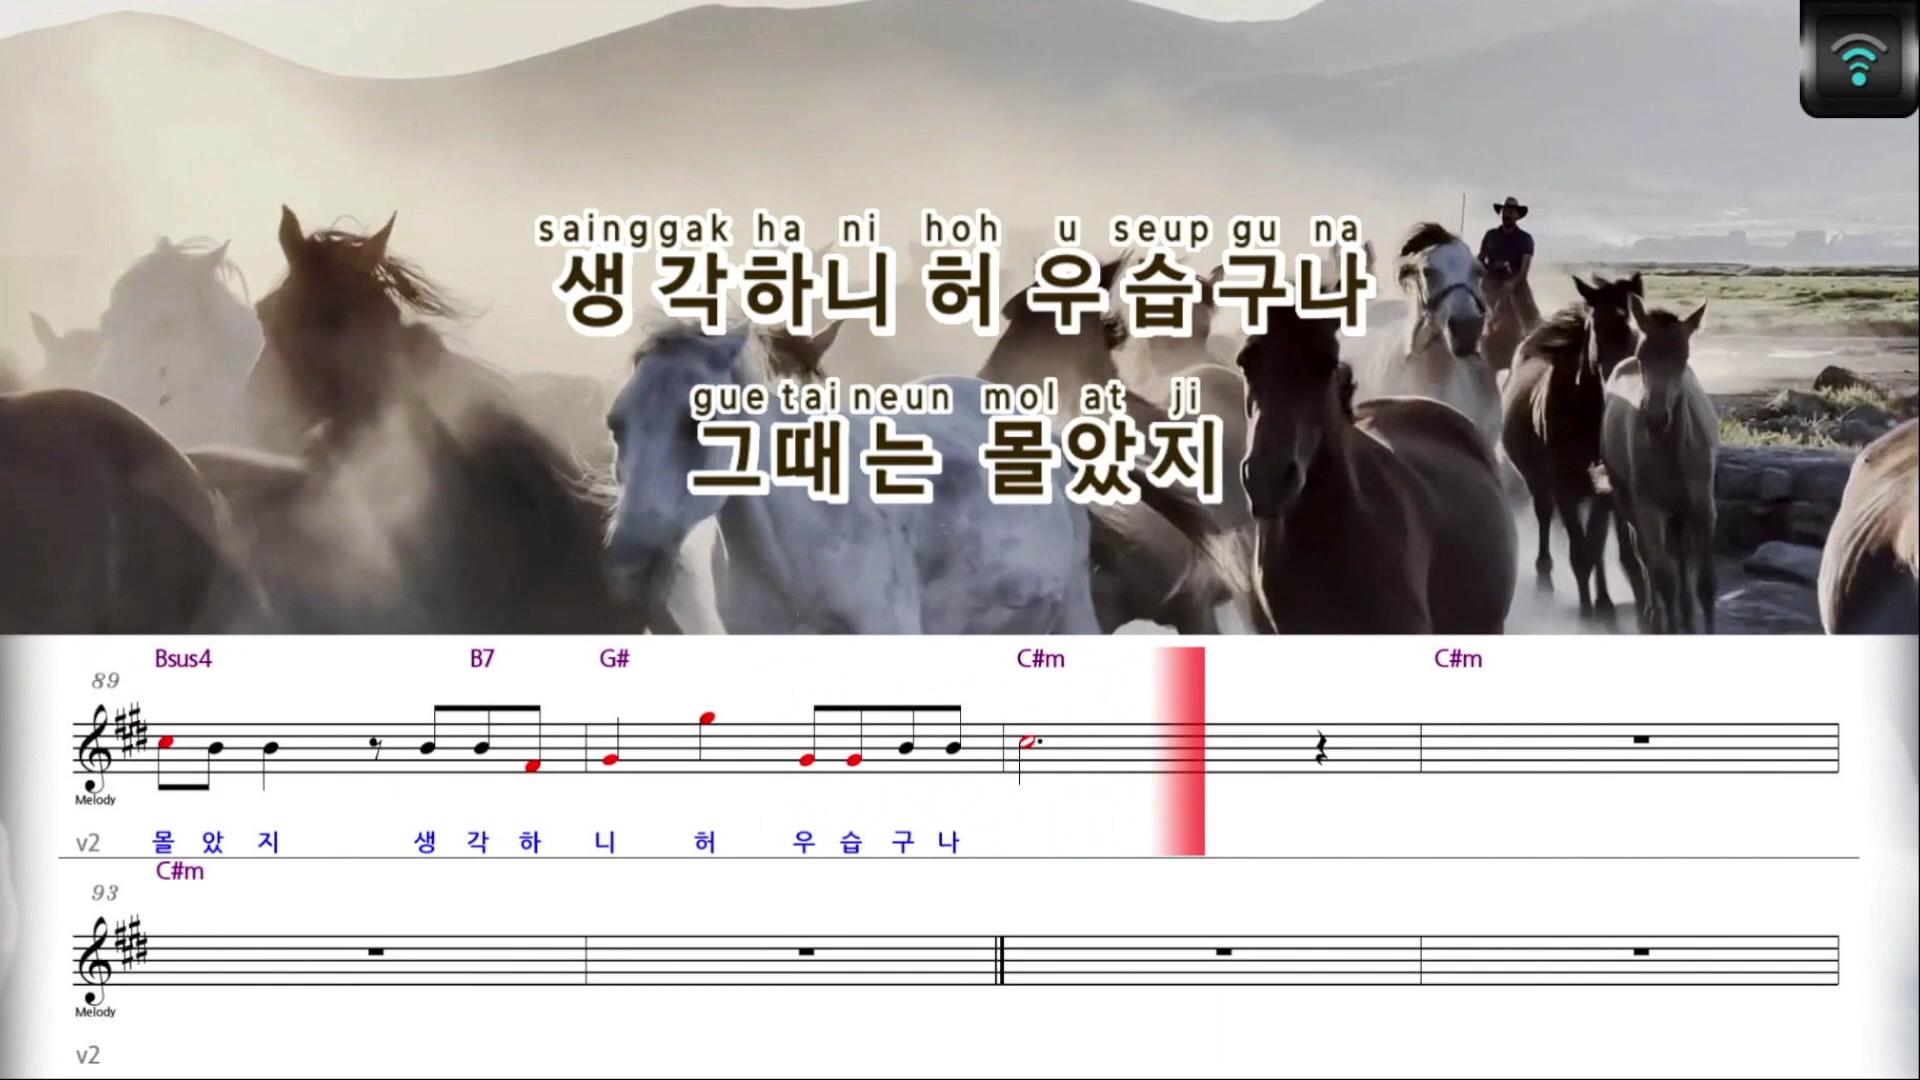 sainggak ha ni hoh u seup gu na
생각하니 허 우습구나
gue tai neun mol at ji
그때는 몰았지
Bsus4 B7 G# C#m C#m
89
Melody
v2 몰 았 지 생 각 하 니 허 우 습 구 나
C#m
93
Melody
v2